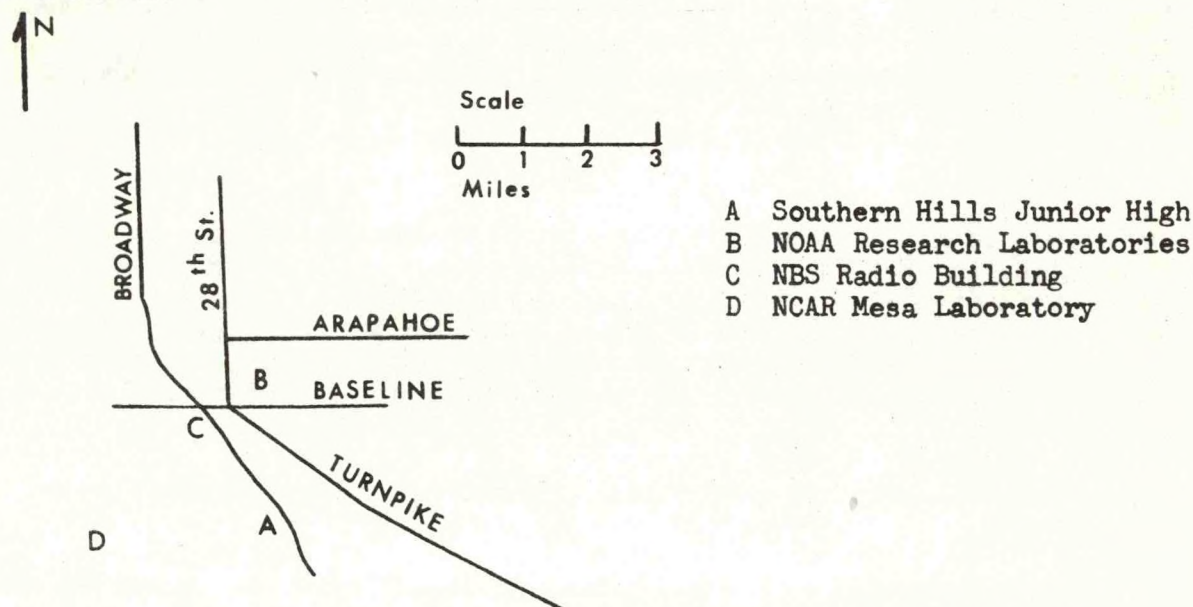 N
Scale
0 1 2 3
Miles
BROADWAY
28th St.
A Southern Hills Junior High
B NOAA Research Laboratories
C NBS Radio Building
D NCAR Mesa Laboratory
ARAPAHOE
B
BASELINE
C
TURNPIKE
A
D